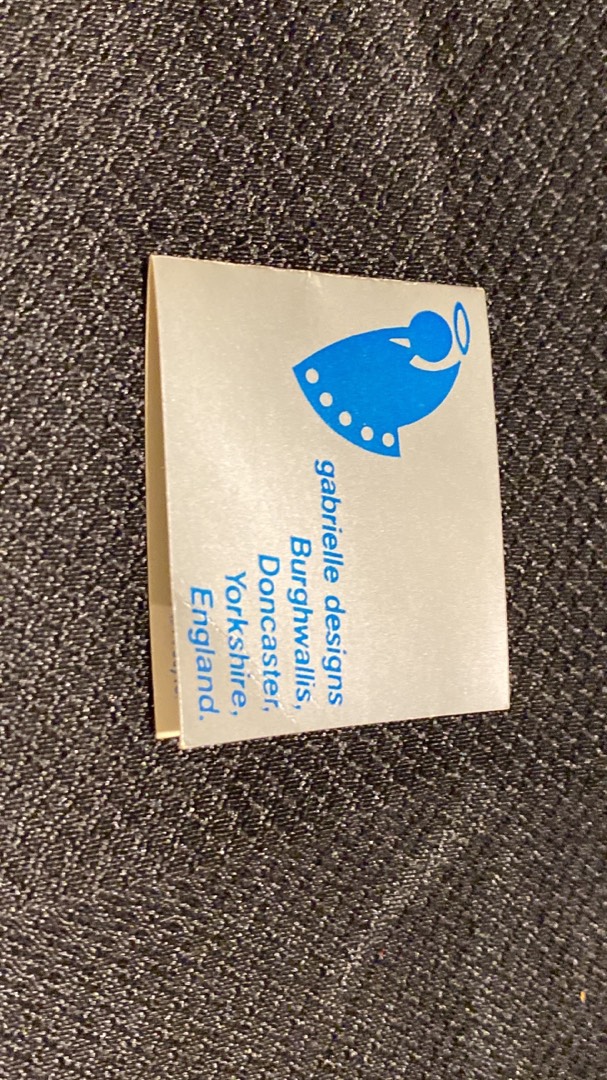 gabrielle designs
Burghwallis,
Doncaster,
Yorkshire,
England.